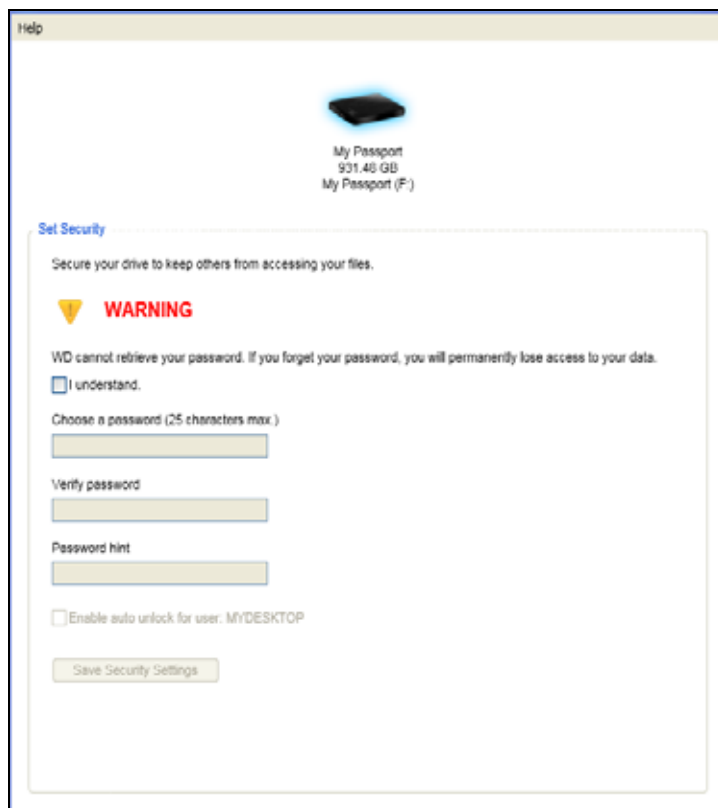 Help
My Passport
931.48 GB
My Passport (F:)
Set Security
Secure your drive to keep others from accessing your files.
WARNING
WD cannot retrieve your password. If you forget your password, you will permanently lose access to your data.
I understand.
Choose a password (25 characters max.)
Verify password
Password hint
Enable auto unlock for user: MYDESKTOP
Save Security Settings